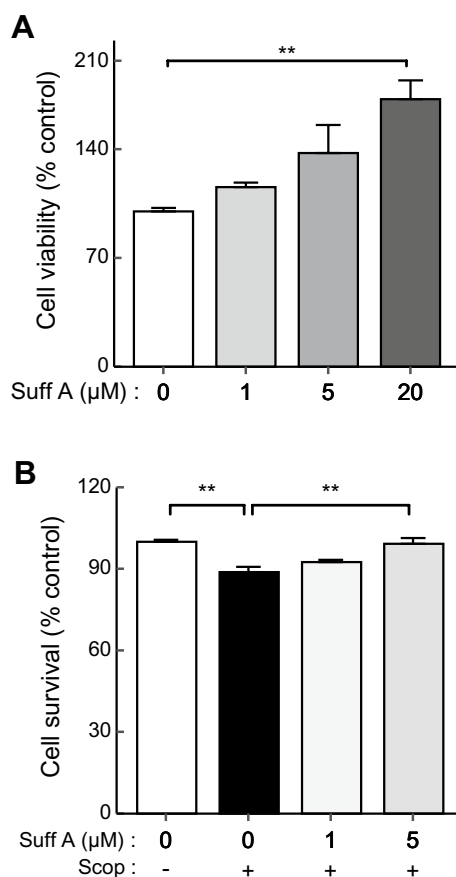 A
210
**
140
70
0
Cell viability (% control)
Suff A (µM) : 0 1 5 20
B
120
** **
90
60
30
0
Cell survival (% control)
Suff A (µM) : 0 0 1 5
Scop : - + + +